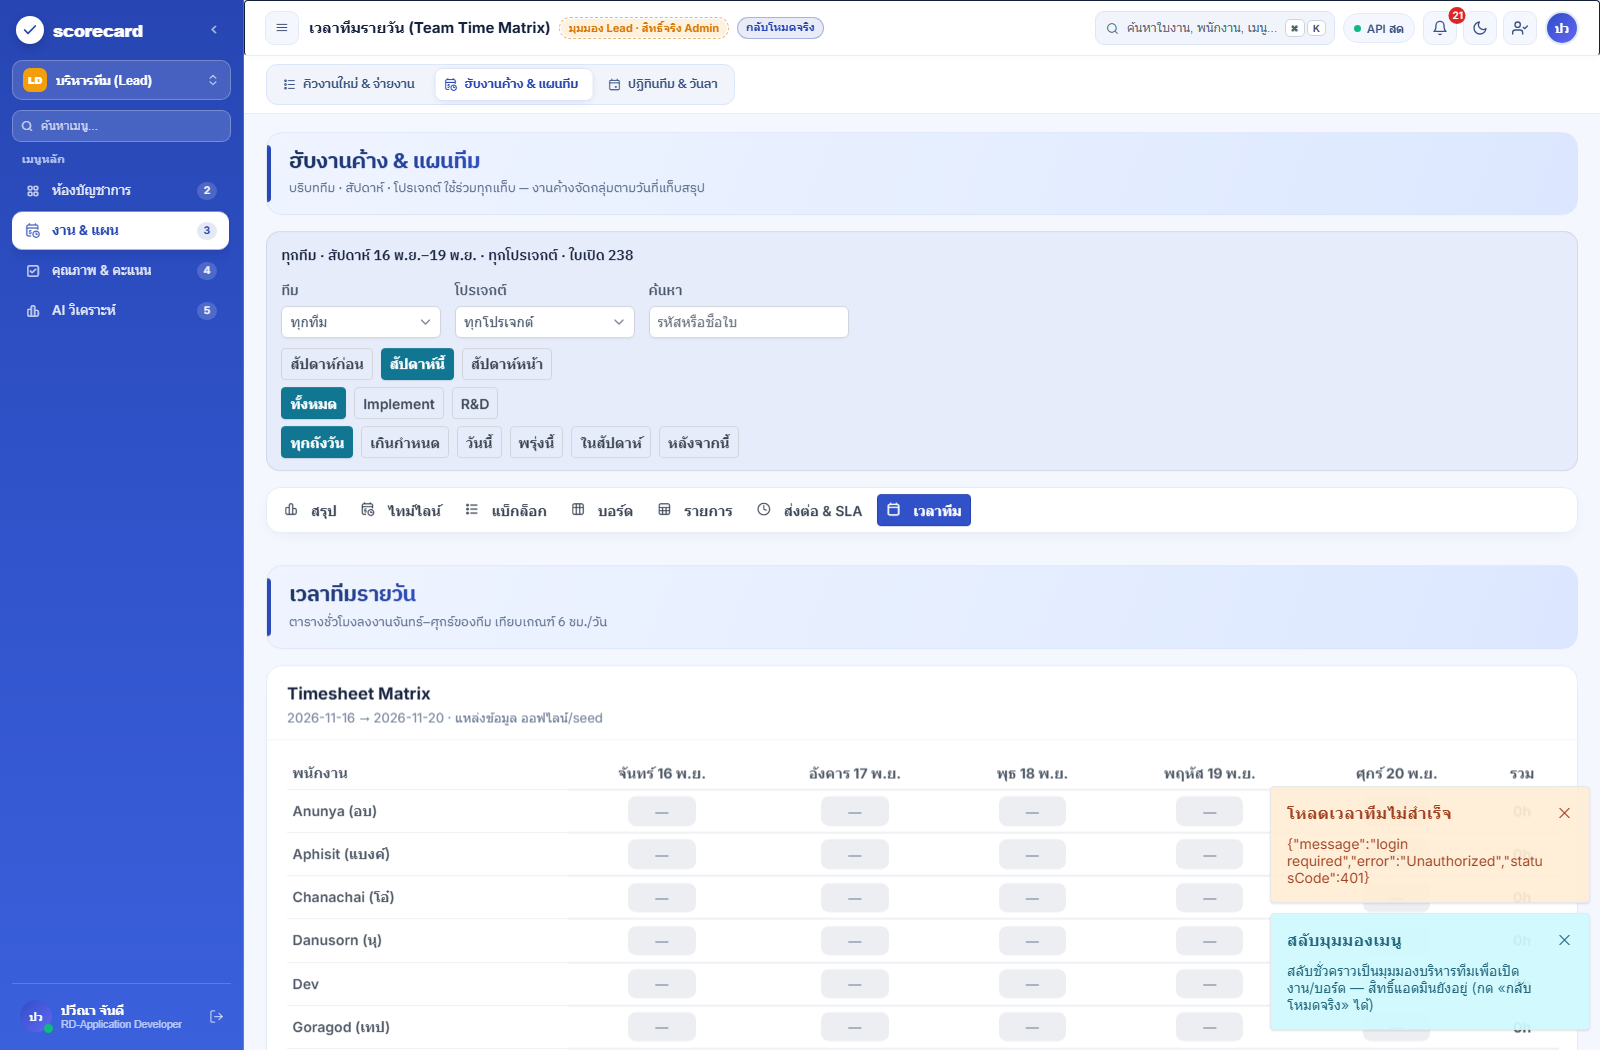 scorecard
LD บริหารทีม (Lead)
ค้นหาเมนู...
เมนูหลัก
ห้องบัญชาการ 2
งาน & แผน 3
คุณภาพ & คะแนน 4
AI วิเคราะห์ 5
ปว ปวีณา จันดี
RD-Application Developer
เวลาทีมรายวัน (Team Time Matrix) มุมมอง Lead · สิทธิ์จริง Admin กลับโหมดจริง
ค้นหาใบงาน, พนักงาน, เมนู... ⌘ K API สด 21 ปว
คิวงานใหม่ & จ่ายงาน ฮับงานค้าง & แผนทีม ปฏิทินทีม & วันลา
ฮับงานค้าง & แผนทีม
บริบททีม · สัปดาห์ · โปรเจกต์ ใช้ร่วมทุกแท็บ — งานค้างจัดกลุ่มตามวันที่แท็บสรุป
ทุกทีม · สัปดาห์ 16 พ.ย.–19 พ.ย. · ทุกโปรเจกต์ · ใบเปิด 238
ทีม โปรเจกต์ ค้นหา
ทุกทีม ทุกโปรเจกต์ รหัสหรือชื่อใบ
สัปดาห์ก่อน สัปดาห์นี้ สัปดาห์หน้า
ทั้งหมด Implement R&D
ทุกถังวัน เกินกำหนด วันนี้ พรุ่งนี้ ในสัปดาห์ หลังจากนี้
สรุป ไทม์ไลน์ แบ็กล็อก บอร์ด รายการ ส่งต่อ & SLA เวลาทีม
เวลาทีมรายวัน
ตารางชั่วโมงลงงานจันทร์–ศุกร์ของทีม เทียบเกณฑ์ 6 ชม./วัน
Timesheet Matrix
2026-11-16 → 2026-11-20 · แหล่งข้อมูล ออฟไลน์/seed
พนักงาน จันทร์ 16 พ.ย. อังคาร 17 พ.ย. พุธ 18 พ.ย. พฤหัส 19 พ.ย. ศุกร์ 20 พ.ย. รวม
Anunya (อบ) — — — — 0h
Aphisit (แบงค์) — — — —
Chanachai (โอ๋) — — — — 0h
Danusorn (นุ) — — — — 0h
Dev — — — —
Goragod (เทป) — — — — 0h
โหลดเวลาทีมไม่สำเร็จ
{"message":"login
required","error":"Unauthorized","statu
sCode":401}
สลับมุมมองเมนู
สลับชั่วคราวเป็นมุมมองบริหารทีมเพื่อเปิด
งาน/บอร์ด — สิทธิ์แอดมินยังอยู่ (กด «กลับ
โหมดจริง» ได้)